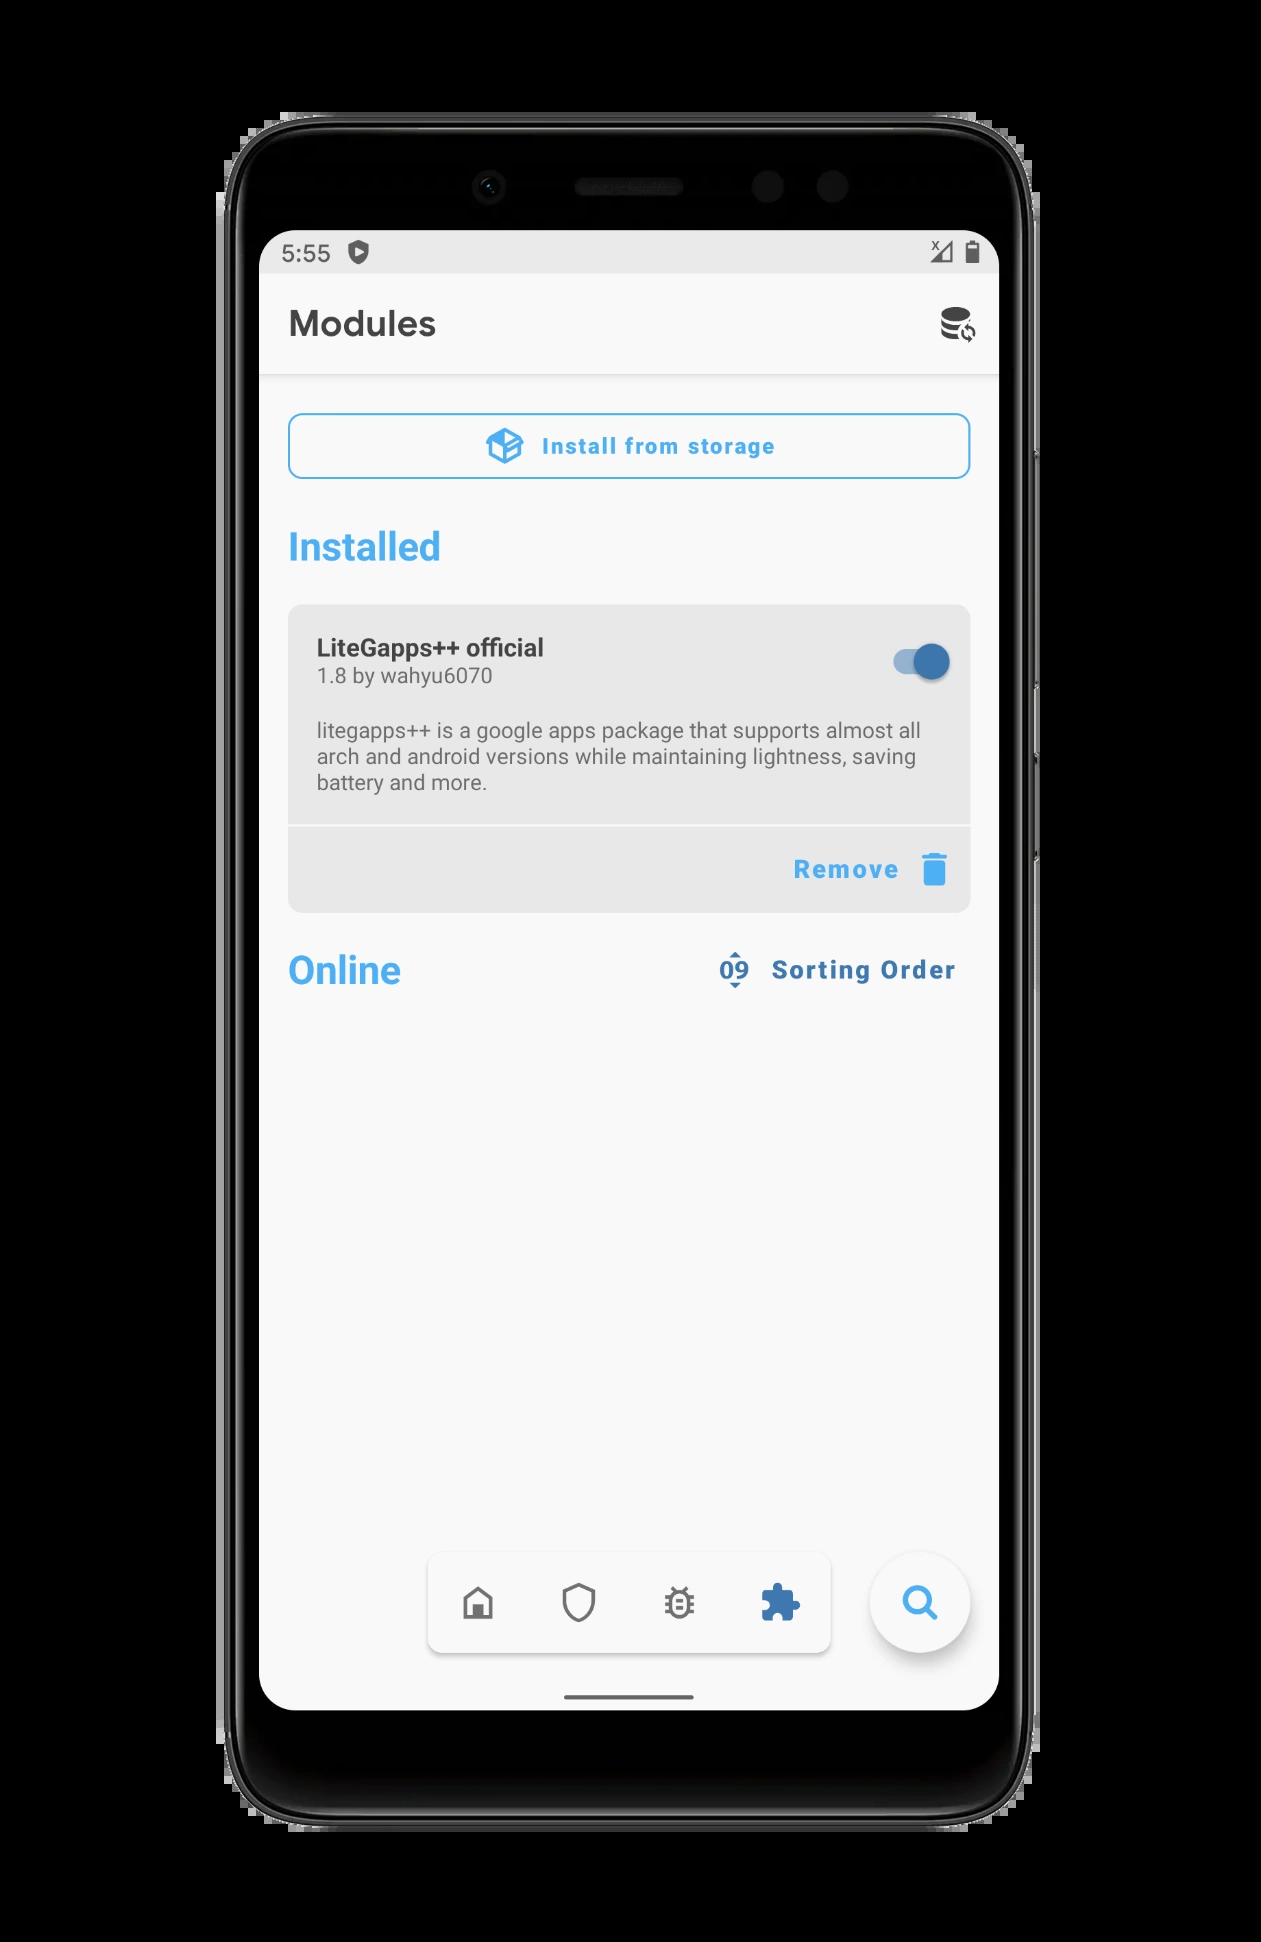 5:55
Modules
Install from storage
Installed
LiteGapps++ official
1.8 by wahyu6070
litegapps++ is a google apps package that supports almost all
arch and android versions while maintaining lightness, saving
battery and more.
Remove
Online
09 Sorting Order